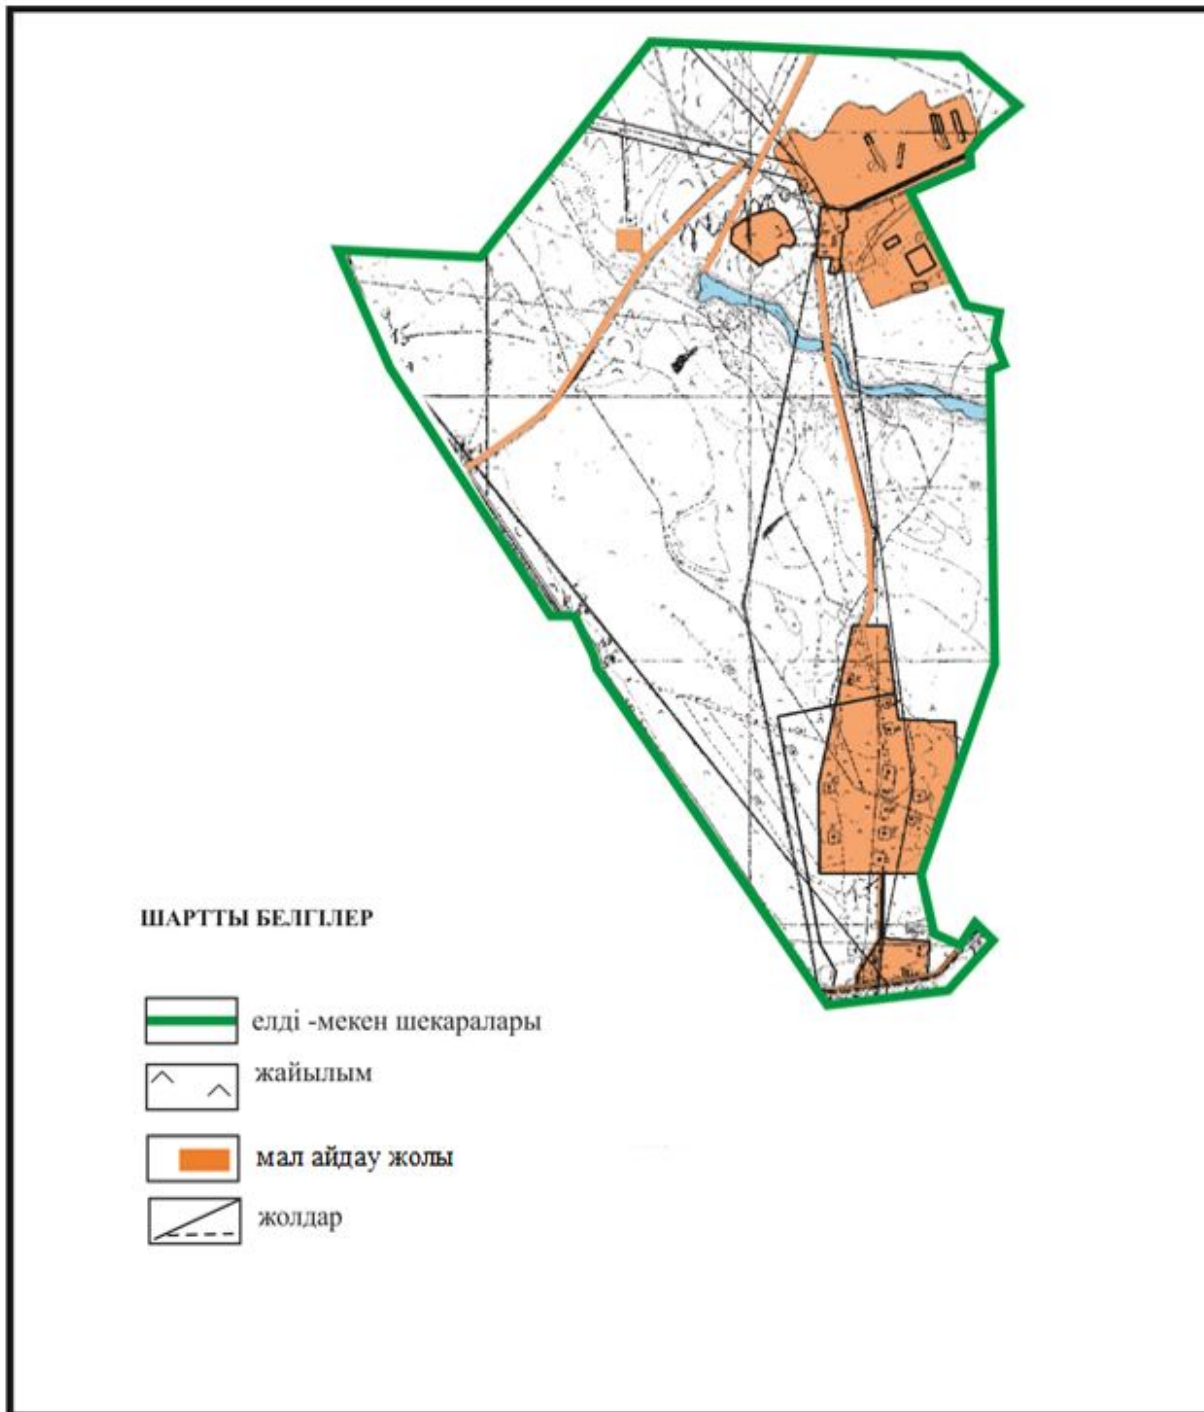 ШАРТТЫ БЕЛГІЛЕР
елді -мекен шекаралары
жайылым
мал айдау жолы
жолдар